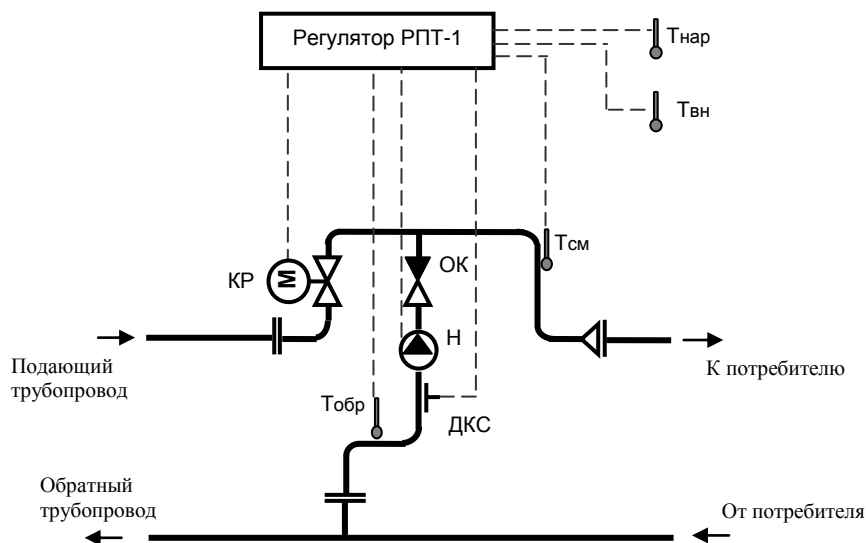 Регулятор РПТ-1
Тнар
Твн
Тсм
КР
М
ОК
Н
Подающий
трубопровод
К потребителю
Тобр
ДКС
Обратный
трубопровод
От потребителя